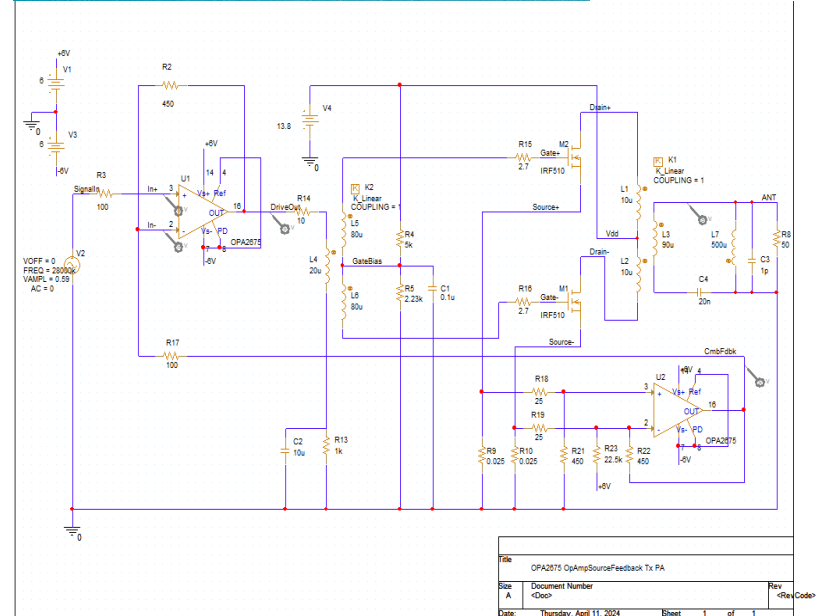 +6V
V1
6
0
V3
6
-6V
R2
450
V4
13.8
0
R3
100
SignalIn
In+
In-
U1
+6V
14
4
3
+
Vs+
Ref
OUT
16
2
-
Vs-
PD
7
8
OPA2675
-6V
DriveOut
R14
10
V2
VOFF = 0
FREQ = 28000k
VAMPL = 0.59
AC = 0
K
K2
K_Linear
COUPLING = 1
L5
80u
L4
20u
GateBias
L6
80u
R4
5k
R5
2.23k
C1
0.1u
R15
2.7
Gate+
M2
IRF510
Drain+
Source+
Vdd
Drain-
R16
2.7
Gate-
M1
IRF510
Source-
K
K1
K_Linear
COUPLING = 1
L1
10u
L2
10u
L3
90u
L7
500u
ANT
R8
50
C3
1p
C4
20n
R17
100
CmbFdbk
R18
25
R19
25
U2
+6V
14
4
3
+
Vs+
Ref
OUT
16
2
-
Vs-
PD
7
8
OPA2675
-6V
C2
10u
R13
1k
R9
0.025
R10
0.025
R21
450
R23
22.5k
R22
450
+6V
0
Title
OPA2675 OpAmpSourceFeedback Tx PA
Size
A
Document Number
<Doc>
Rev
<RevCode>
Date:
Thursday, April 11, 2024
Sheet
1
of
1